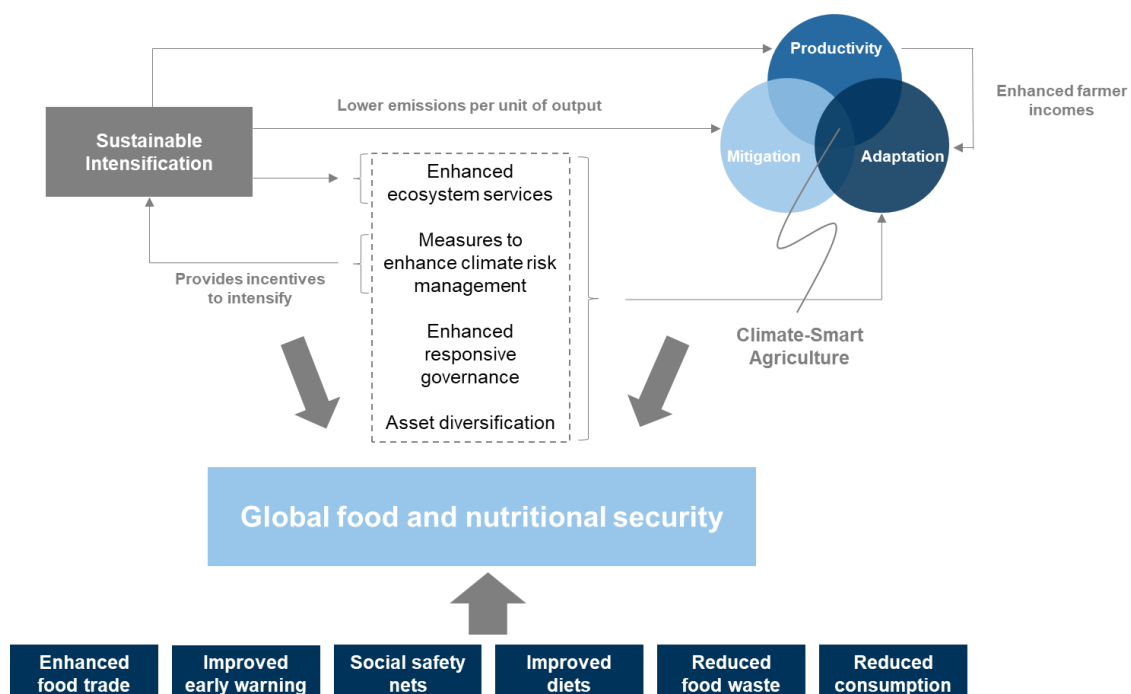 Productivity
Enhanced farmer
incomes
Lower emissions per unit of output
Sustainable
Intensification
Mitigation
Adaptation
Enhanced
ecosystem services
Measures to
enhance climate risk
management
Provides incentives
to intensify
Enhanced
responsive
governance
Climate-Smart
Agriculture
Asset diversification
Global food and nutritional security
Enhanced
food trade
Improved
early warning
Social safety
nets
Improved
diets
Reduced
food waste
Reduced
consumption